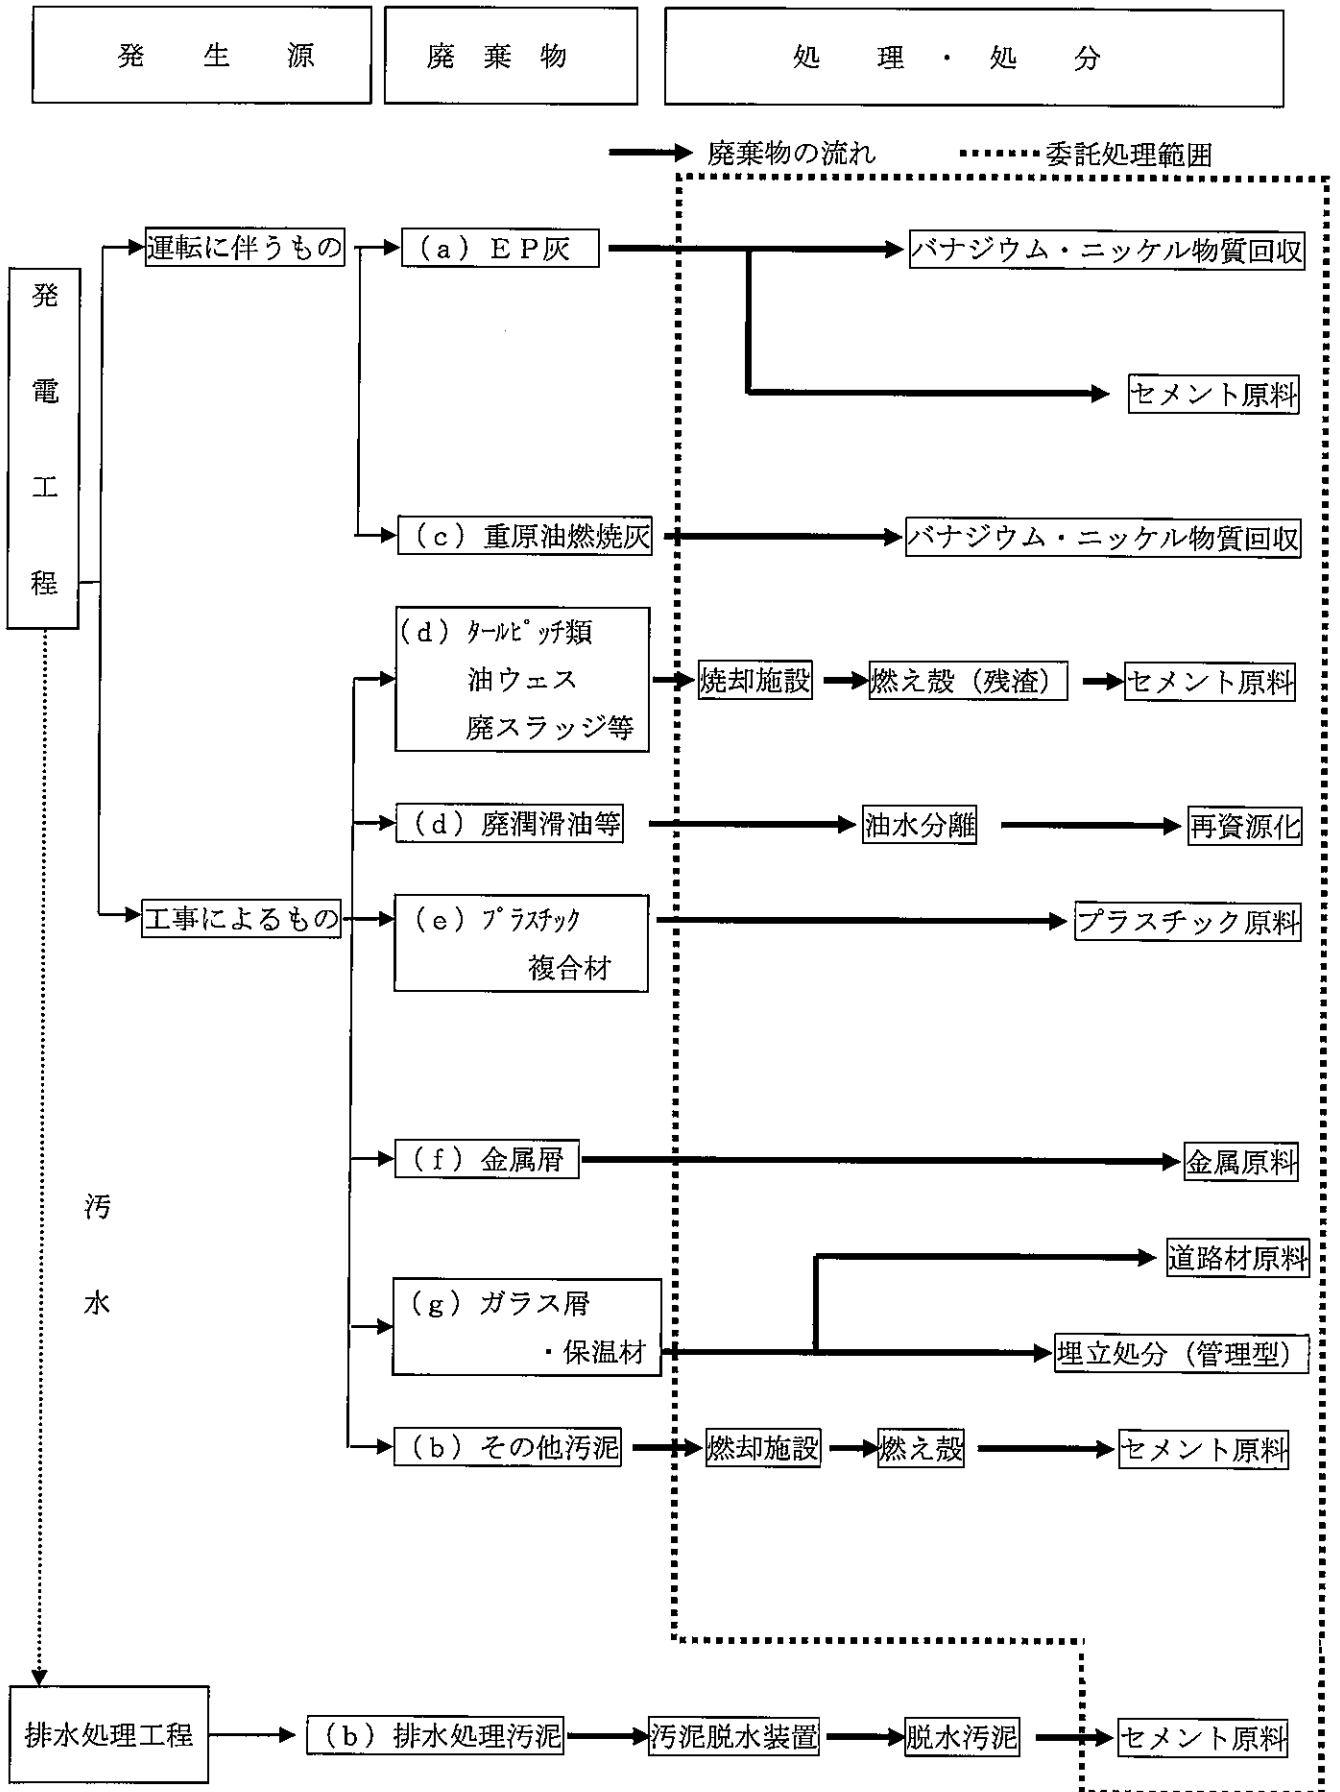 発生源
廃棄物
処理・処分
廃棄物の流れ
委託処理範囲
発電工程
運転に伴うもの
(a)EP灰
バナジウム・ニッケル物質回収
セメント原料
(c)重原油燃焼灰
バナジウム・ニッケル物質回収
(d)タールピッチ類
油ウェス
廃スラッジ等
焼却施設
燃え殻(残渣)
セメント原料
(d)廃潤滑油等
油水分離
再資源化
工事によるもの
(e)プラスチック
複合材
プラスチック原料
(f)金属屑
金属原料
汚水
(g)ガラス屑
・保温材
道路材原料
埋立処分(管理型)
(b)その他汚泥
燃却施設
燃え殻
セメント原料
排水処理工程
(b)排水処理汚泥
汚泥脱水装置
脱水汚泥
セメント原料